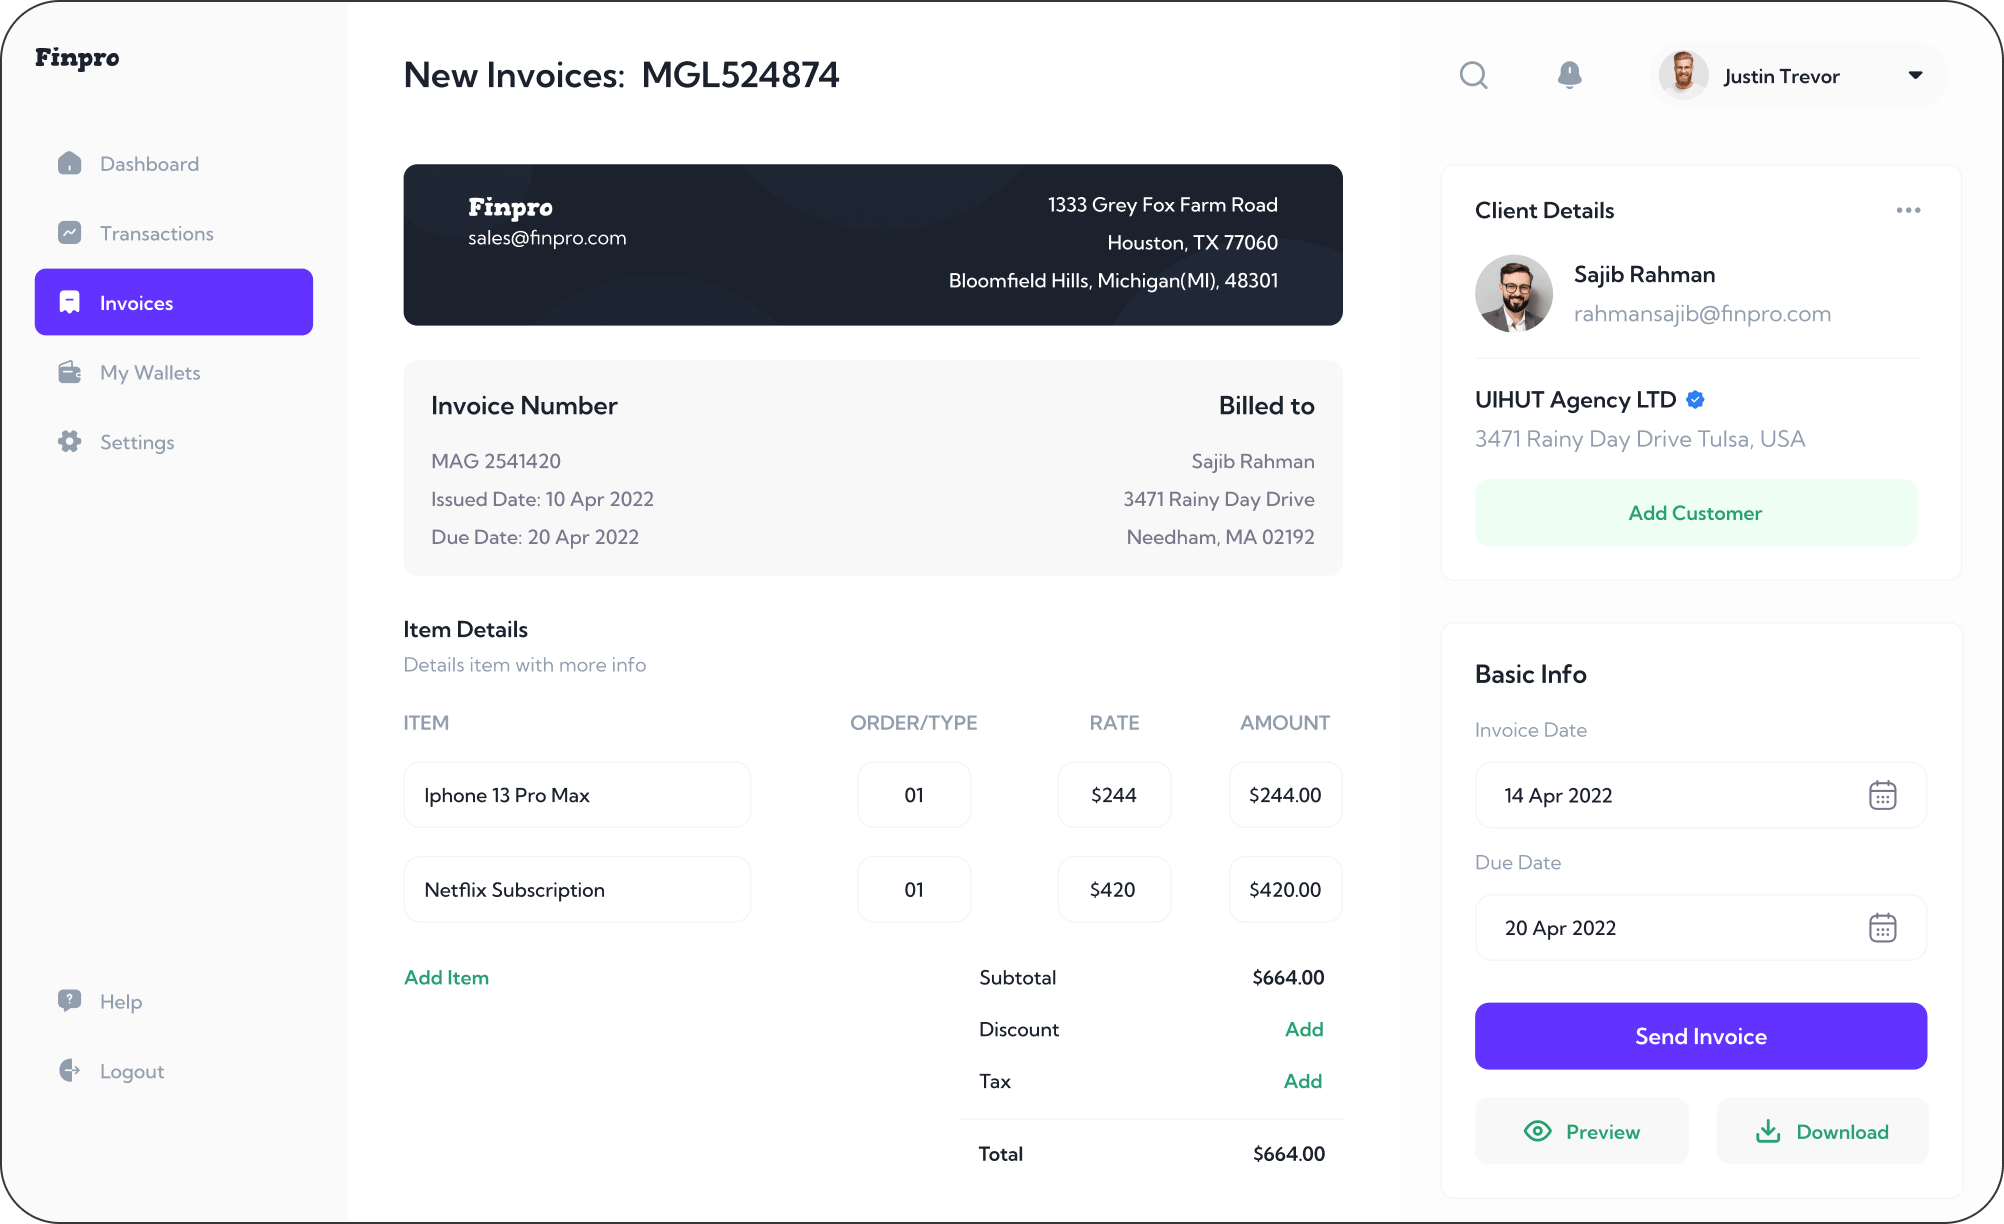 Finpro
Dashboard
Transactions
Invoices
My Wallets
Settings
Help
Logout
New Invoices: MGL524874
Justin Trevor
Finpro
sales@finpro.com
1333 Grey Fox Farm Road
Houston, TX 77060
Bloomfield Hills, Michigan(MI), 48301
Invoice Number
MAG 2541420
Issued Date: 10 Apr 2022
Due Date: 20 Apr 2022
Billed to
Sajib Rahman
3471 Rainy Day Drive
Needham, MA 02192
Item Details
Details item with more info
ITEM ORDER/TYPE RATE AMOUNT
Iphone 13 Pro Max 01 $244 $244.00
Netflix Subscription 01 $420 $420.00
Add Item
Subtotal $664.00
Discount Add
Tax Add
Total $664.00
Client Details
Sajib Rahman
rahmansajib@finpro.com
UIHUT Agency LTD
3471 Rainy Day Drive Tulsa, USA
Add Customer
Basic Info
Invoice Date
14 Apr 2022
Due Date
20 Apr 2022
Send Invoice
Preview
Download